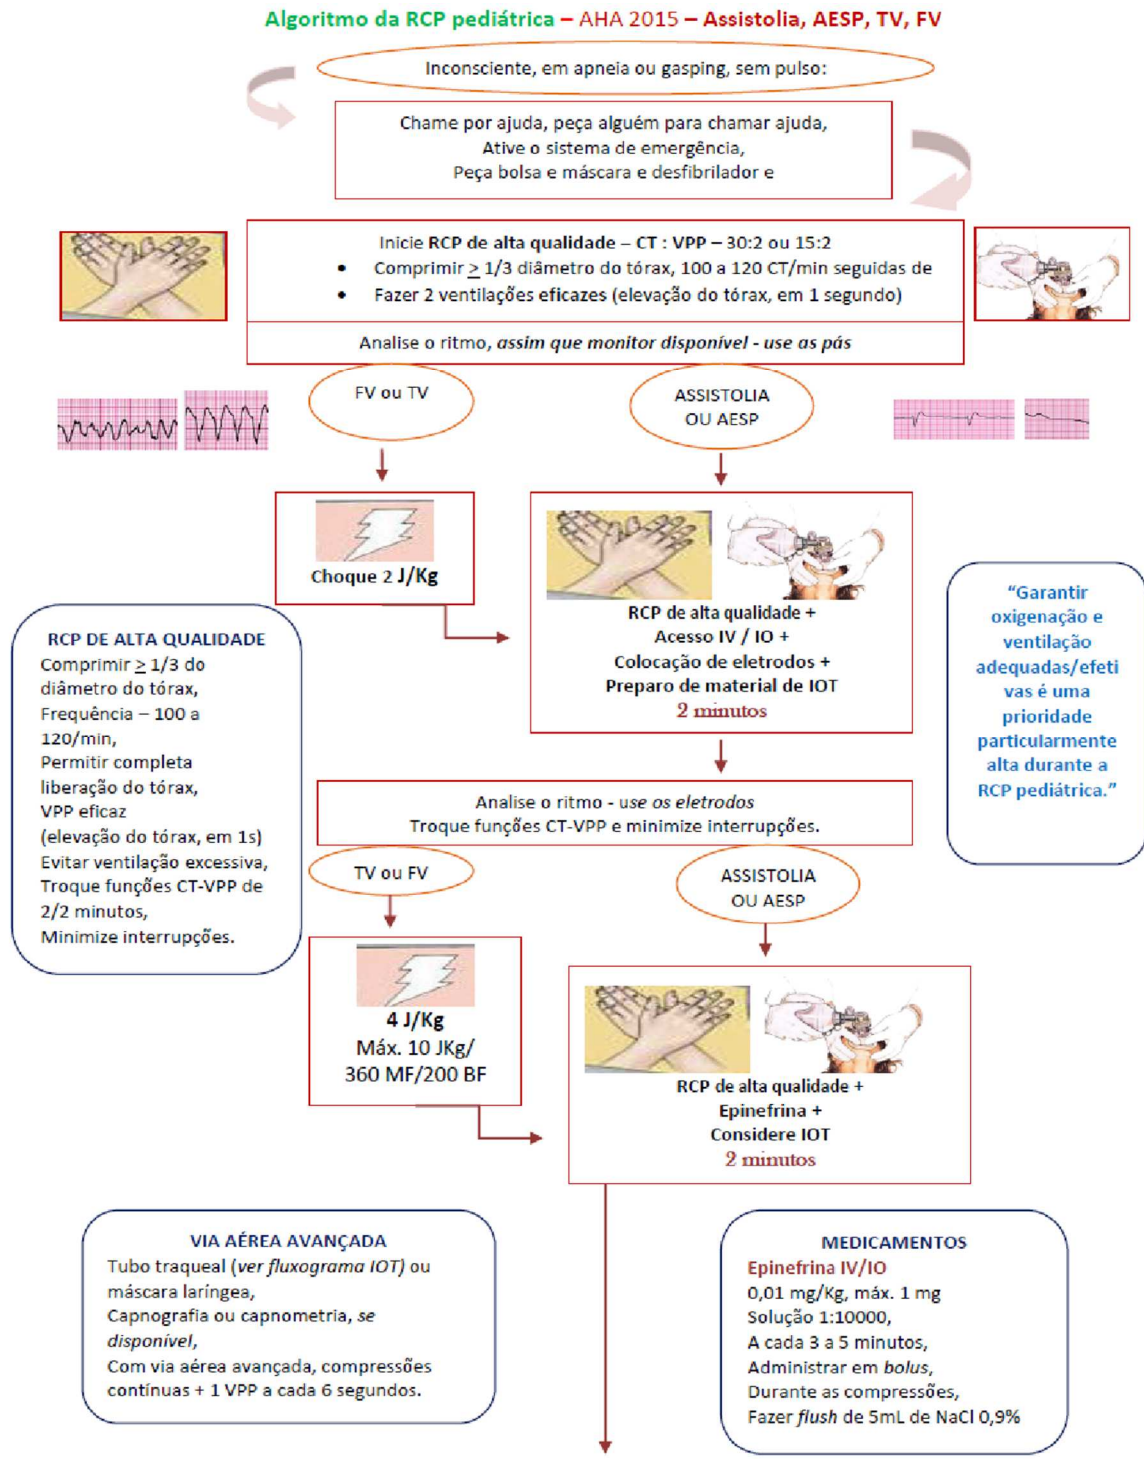 Algoritmo da RCP pediátrica – AHA 2015 – Assistolia, AESP, TV, FV
Inconsciente, em apneia ou gasping, sem pulso:
Chame por ajuda, peça alguém para chamar ajuda,
Ative o sistema de emergência,
Peça bolsa e máscara e desfibrilador e
Inicie RCP de alta qualidade – CT : VPP – 30:2 ou 15:2
• Comprimir ≥ 1/3 diâmetro do tórax, 100 a 120 CT/min seguidas de
• Fazer 2 ventilações eficazes (elevação do tórax, em 1 segundo)
Analise o ritmo, assim que monitor disponível - use as pás
FV ou TV
ASSISTOLIA
OU AESP
Choque 2 J/Kg
RCP de alta qualidade +
Acesso IV / IO +
Colocação de eletrodos +
Preparo de material de IOT
2 minutos
RCP DE ALTA QUALIDADE
Comprimir ≥ 1/3 do
diâmetro do tórax,
Frequência – 100 a
120/min,
Permitir completa
liberação do tórax,
VPP eficaz
(elevação do tórax, em 1s)
Evitar ventilação excessiva,
Troque funções CT-VPP de
2/2 minutos,
Minimize interrupções.
“Garantir
oxigenação e
ventilação
adequadas/efeti
vas é uma
prioridade
particularmente
alta durante a
RCP pediátrica.”
Analise o ritmo - use os eletrodos
Troque funções CT-VPP e minimize interrupções.
TV ou FV
ASSISTOLIA
OU AESP
4 J/Kg
Máx. 10 JKg/
360 MF/200 BF
RCP de alta qualidade +
Epinefrina +
Considere IOT
2 minutos
VIA AÉREA AVANÇADA
Tubo traqueal (ver fluxograma IOT) ou
máscara laríngea,
Capnografia ou capnometria, se
disponível,
Com via aérea avançada, compressões
contínuas + 1 VPP a cada 6 segundos.
MEDICAMENTOS
Epinefrina IV/IO
0,01 mg/Kg, máx. 1 mg
Solução 1:10000,
A cada 3 a 5 minutos,
Administrar em bolus,
Durante as compressões,
Fazer flush de 5mL de NaCl 0,9%